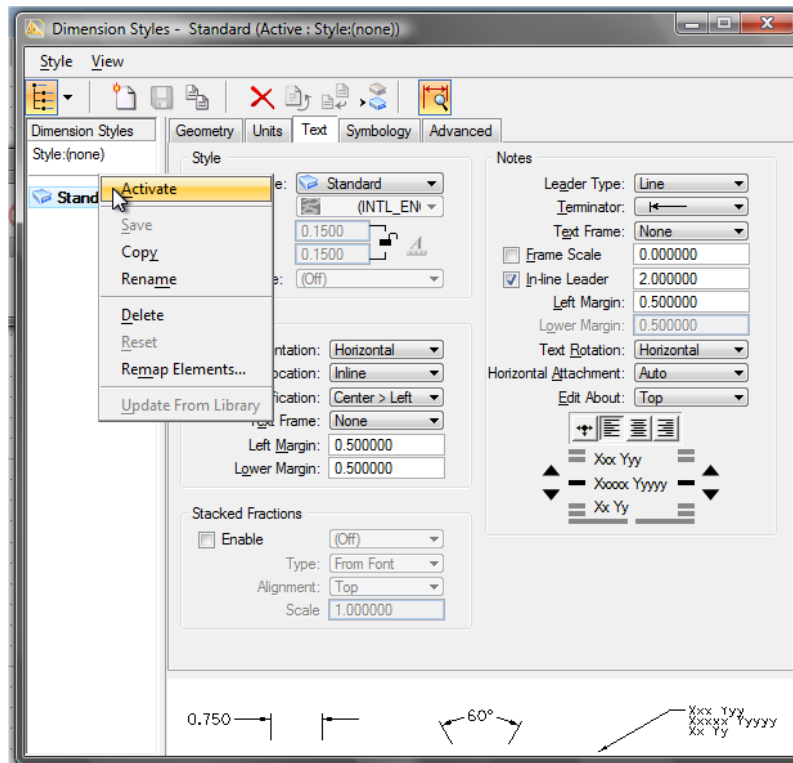 Dimension Styles - Standard (Active : Style:(none))
Style View
Dimension Styles
Style:(none)
Stand
Activate
Save
Copy
Rename
Delete
Reset
Remap Elements...
Update From Library
Geometry Units Text Symbology Advanced
Style
e: Standard
(INTL_EN
0.1500
0.1500
A
e: (Off)
ntation: Horizontal
ocation: Inline
fication: Center > Left
Text Frame: None
Left Margin: 0.500000
Lower Margin: 0.500000
Stacked Fractions
Enable (Off)
Type: From Font
Alignment: Top
Scale 1.000000
Notes
Leader Type: Line
Terminator:
Text Frame: None
Frame Scale 0.000000
In-line Leader 2.000000
Left Margin: 0.500000
Lower Margin: 0.500000
Text Rotation: Horizontal
Horizontal Attachment: Auto
Edit About: Top
Xxx Yyy
Xxxxx Yyyyy
Xx Yy
0.750
60°
Xxx Yyy
Xxxxx Yyyyy
Xx Yy